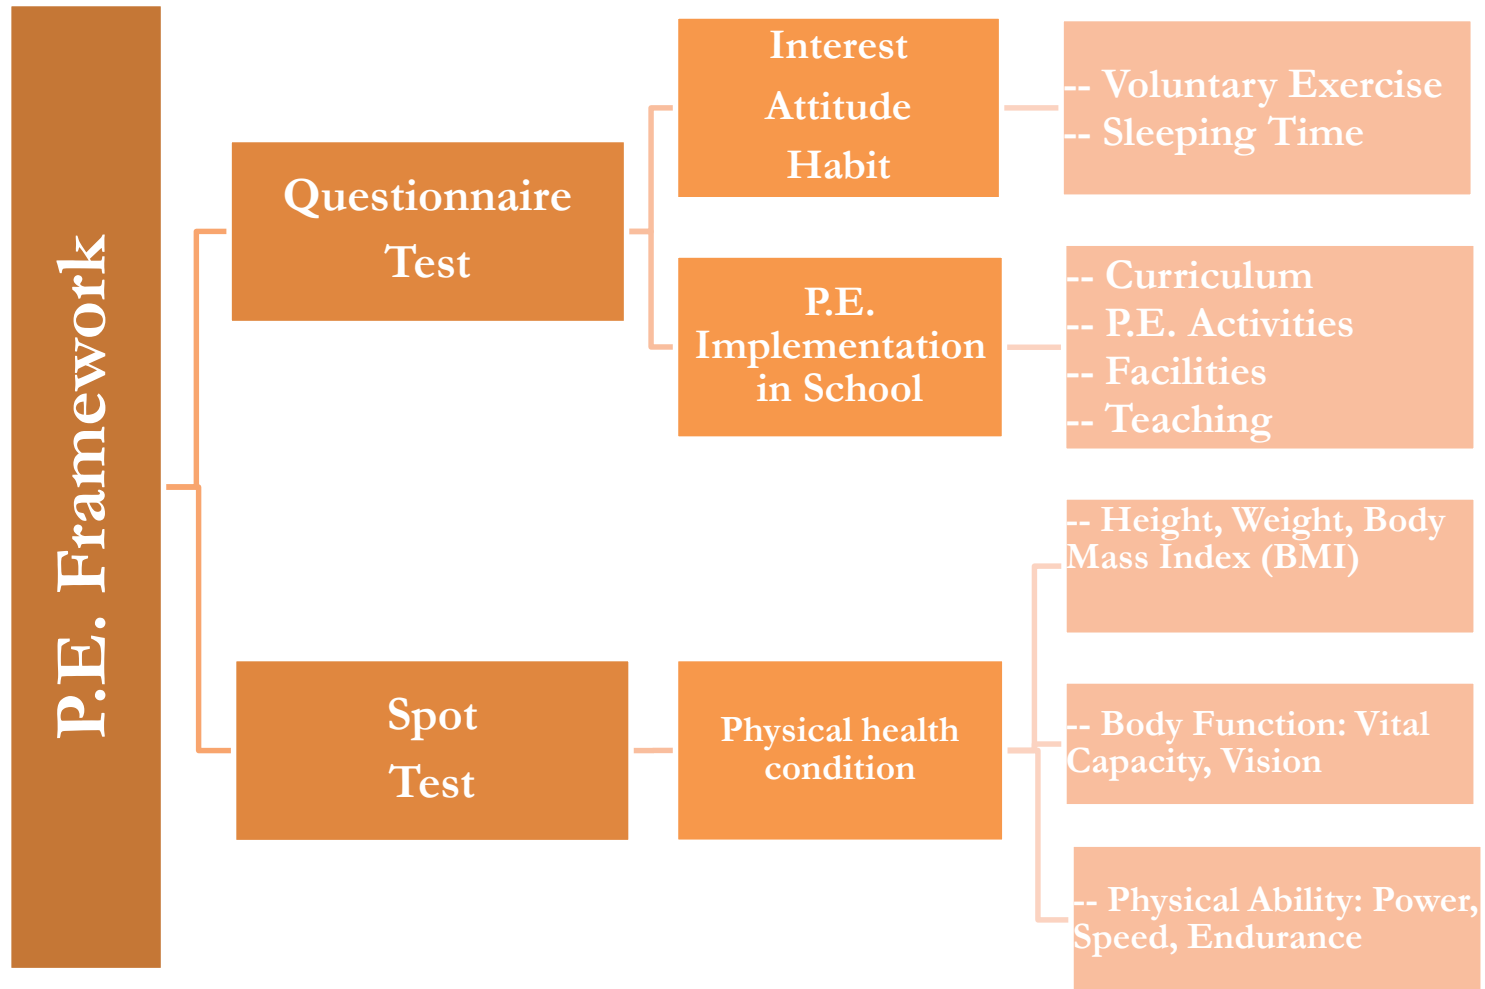 P.E. Framework
Questionnaire
Test
Interest
Attitude
Habit
-- Voluntary Exercise
-- Sleeping Time
P.E.
Implementation
in School
-- Curriculum
-- P.E. Activities
-- Facilities
-- Teaching
Spot
Test
Physical health
condition
-- Height, Weight, Body
Mass Index (BMI)
-- Body Function: Vital
Capacity, Vision
-- Physical Ability: Power,
Speed, Endurance